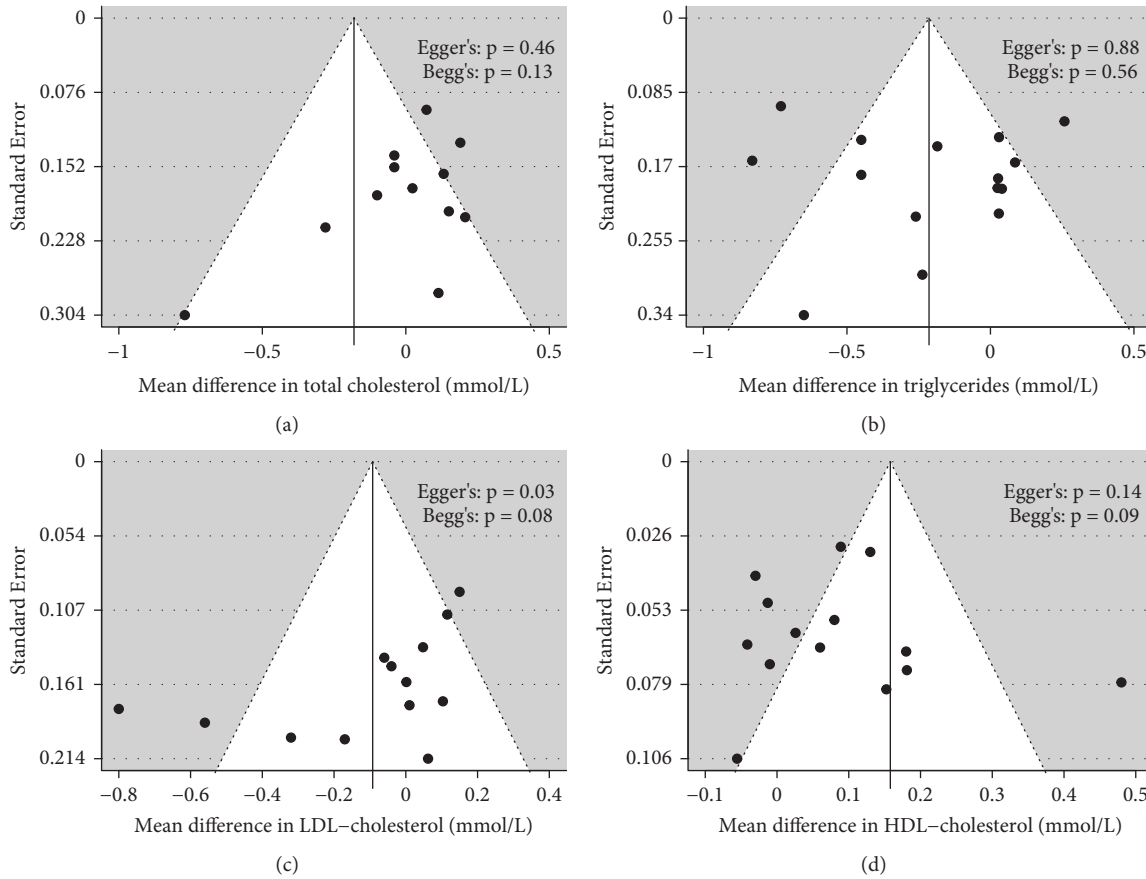 Egger's: p = 0.46
Begg's: p = 0.13
Standard Error
0
0.076
0.152
0.228
0.304
−1
−0.5
0
0.5
Mean difference in total cholesterol (mmol/L)
(a)
Egger's: p = 0.88
Begg's: p = 0.56
Standard Error
0
0.085
0.17
0.255
0.34
−1
−0.5
0
0.5
Mean difference in triglycerides (mmol/L)
(b)
Egger's: p = 0.03
Begg's: p = 0.08
Standard Error
0
0.054
0.107
0.161
0.214
−0.8
−0.6
−0.4
−0.2
0
0.2
0.4
Mean difference in LDL−cholesterol (mmol/L)
(c)
Egger's: p = 0.14
Begg's: p = 0.09
Standard Error
0
0.026
0.053
0.079
0.106
−0.1
0
0.1
0.2
0.3
0.4
0.5
Mean difference in HDL−cholesterol (mmol/L)
(d)